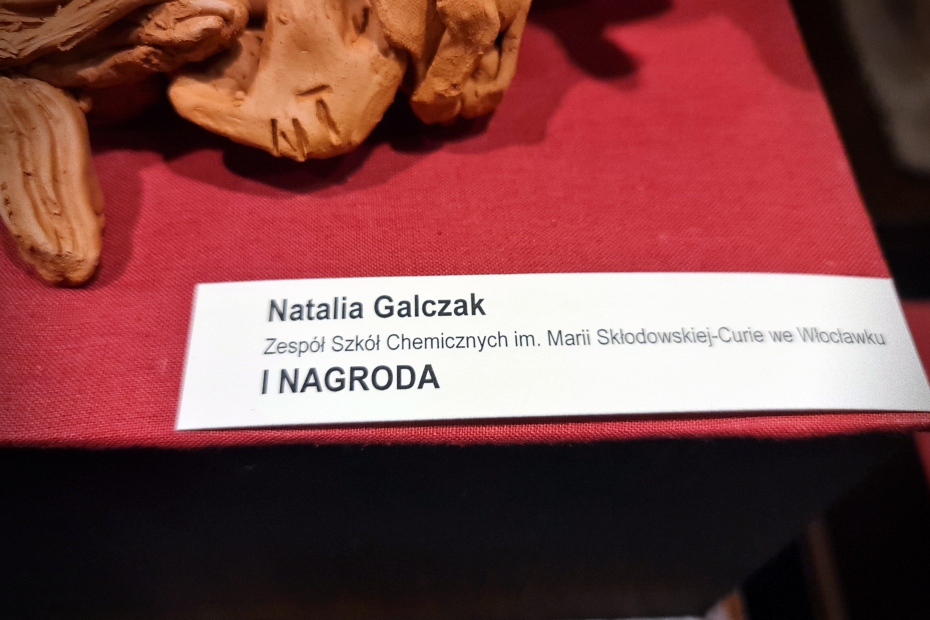 Natalia Galczak
Zespół Szkół Chemicznych im. Marii Skłodowskiej-Curie we Włocławku
I NAGRODA